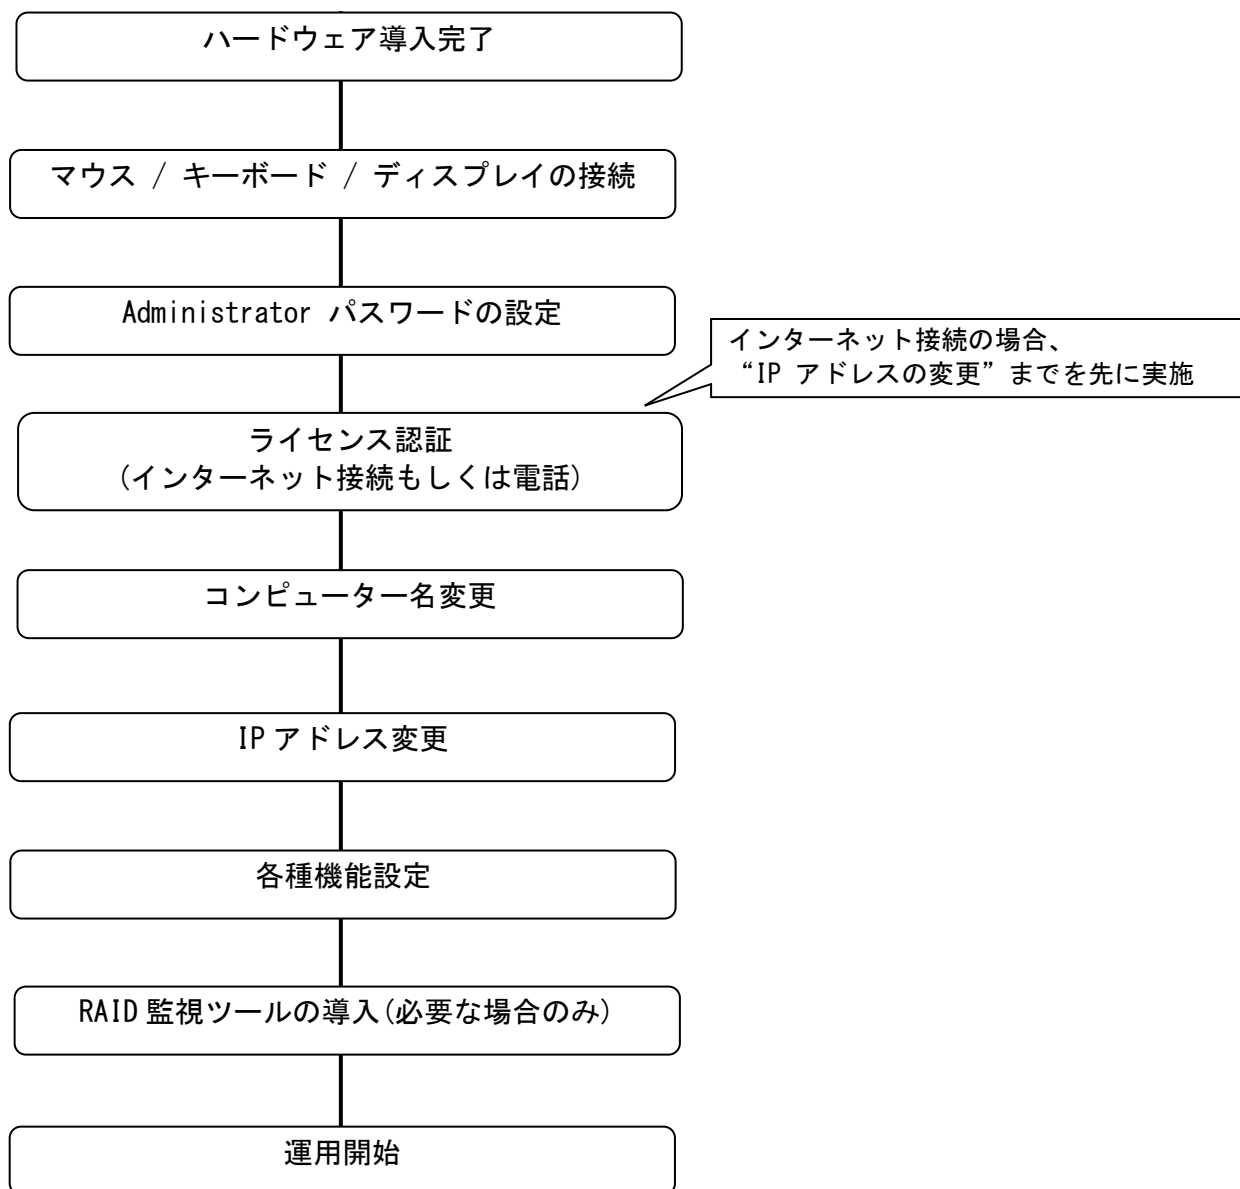 ハードウェア導入完了
マウス / キーボード / ディスプレイの接続
Administrator パスワードの設定
インターネット接続の場合、
“IP アドレスの変更”までを先に実施
ライセンス認証
(インターネット接続もしくは電話)
コンピューター名変更
IP アドレス変更
各種機能設定
RAID 監視ツールの導入(必要な場合のみ)
運用開始